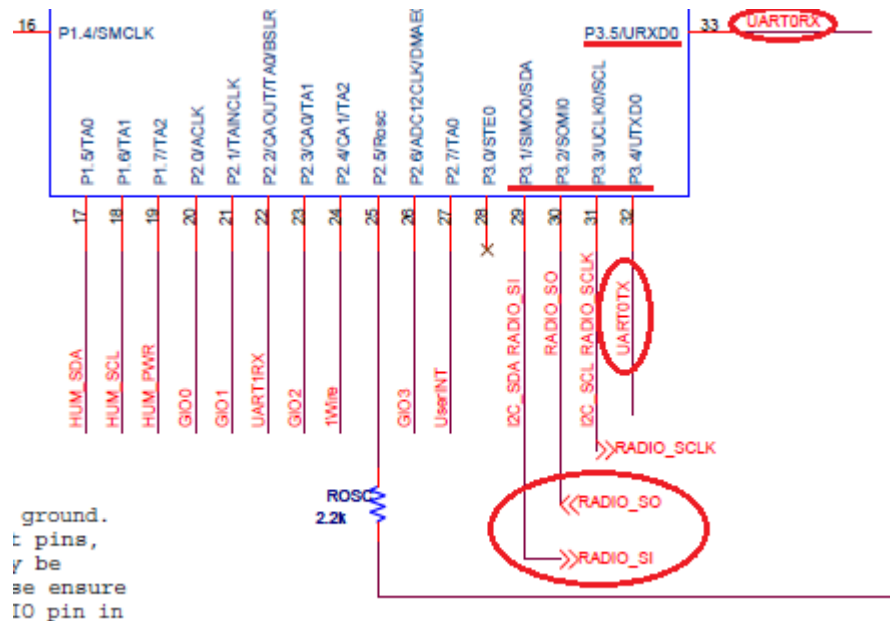 16
P1.4/SMCLK
P3.5/URXD0
33
UART0RX
P1.5/TA0
P1.6/TA1
P1.7/TA2
P2.0/ACLK
P2.1/TAINCLK
P2.2/CAOUT/TA0/BSLR
P2.3/CA0/TA1
P2.4/CA1/TA2
P2.5/Rosc
P2.6/ADC12CLK/DMAE0
P2.7/TA0
P3.0/STE0
P3.1/SIMO0/SDA
P3.2/SOMI0
P3.3/UCLK0/SCL
P3.4/UTXD0
17
18
19
20
21
22
23
24
25
26
27
28
29
30
31
32
HUM_SDA
HUM_SCL
HUM_PWR
GIO0
GIO1
UART1RX
GIO2
1Wire
GIO3
UserINT
I2C_SDA RADIO_SI
RADIO_SO
I2C_SCL RADIO_SCLK
UART0TX
RADIO_SCLK
RADIO_SO
RADIO_SI
ROSC
2.2k
ground.
t pins,
y be
se ensure
IO pin in